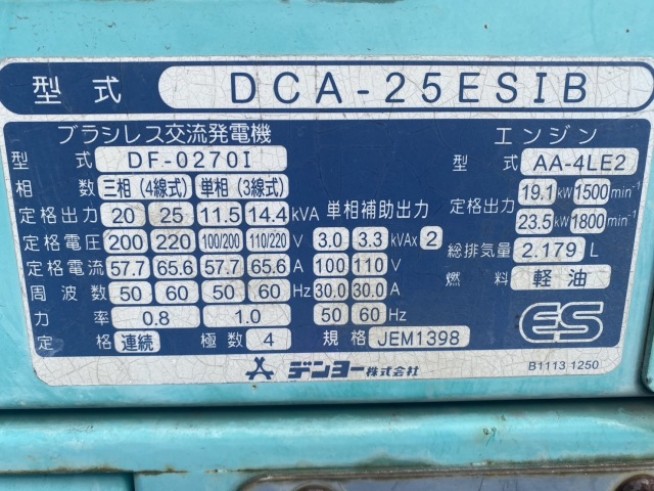 型式 DCA-25ESIB
ブラシレス交流発電機 エンジン
型式 DF-0270I 型式 AA-4LE2
相数 三相(4線式) 単相(3線式) 19.1 kW 1500 min⁻¹
定格出力 20 25 11.5 14.4 kVA 単相補助出力 定格出力 23.5 kW 1800 min⁻¹
定格電圧 200 220 100/200 110/220 V 3.0 3.3 kVAx 2 総排気量 2.179 L
定格電流 57.7 65.6 57.7 65.6 A 100 110 V 燃料 軽油
周波数 50 60 50 60 Hz 30.0 30.0 A
力率 0.8 1.0 50 60 Hz ES
定格 連続 極数 4 規格 JEM1398
デンヨー株式会社 B1113 1250